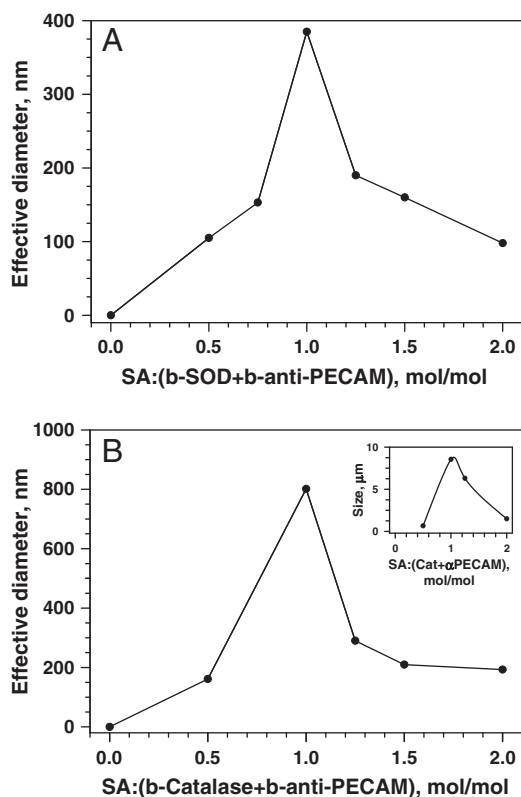 A
Effective diameter, nm
400
300
200
100
0
0.0 0.5 1.0 1.5 2.0
SA:(b-SOD+b-anti-PECAM), mol/mol
B
Effective diameter, nm
1000
800
600
400
200
0
0.0 0.5 1.0 1.5 2.0
SA:(b-Catalase+b-anti-PECAM), mol/mol
Size, μm
10
5
0
0 1 2
SA:(Cat+αPECAM),
mol/mol